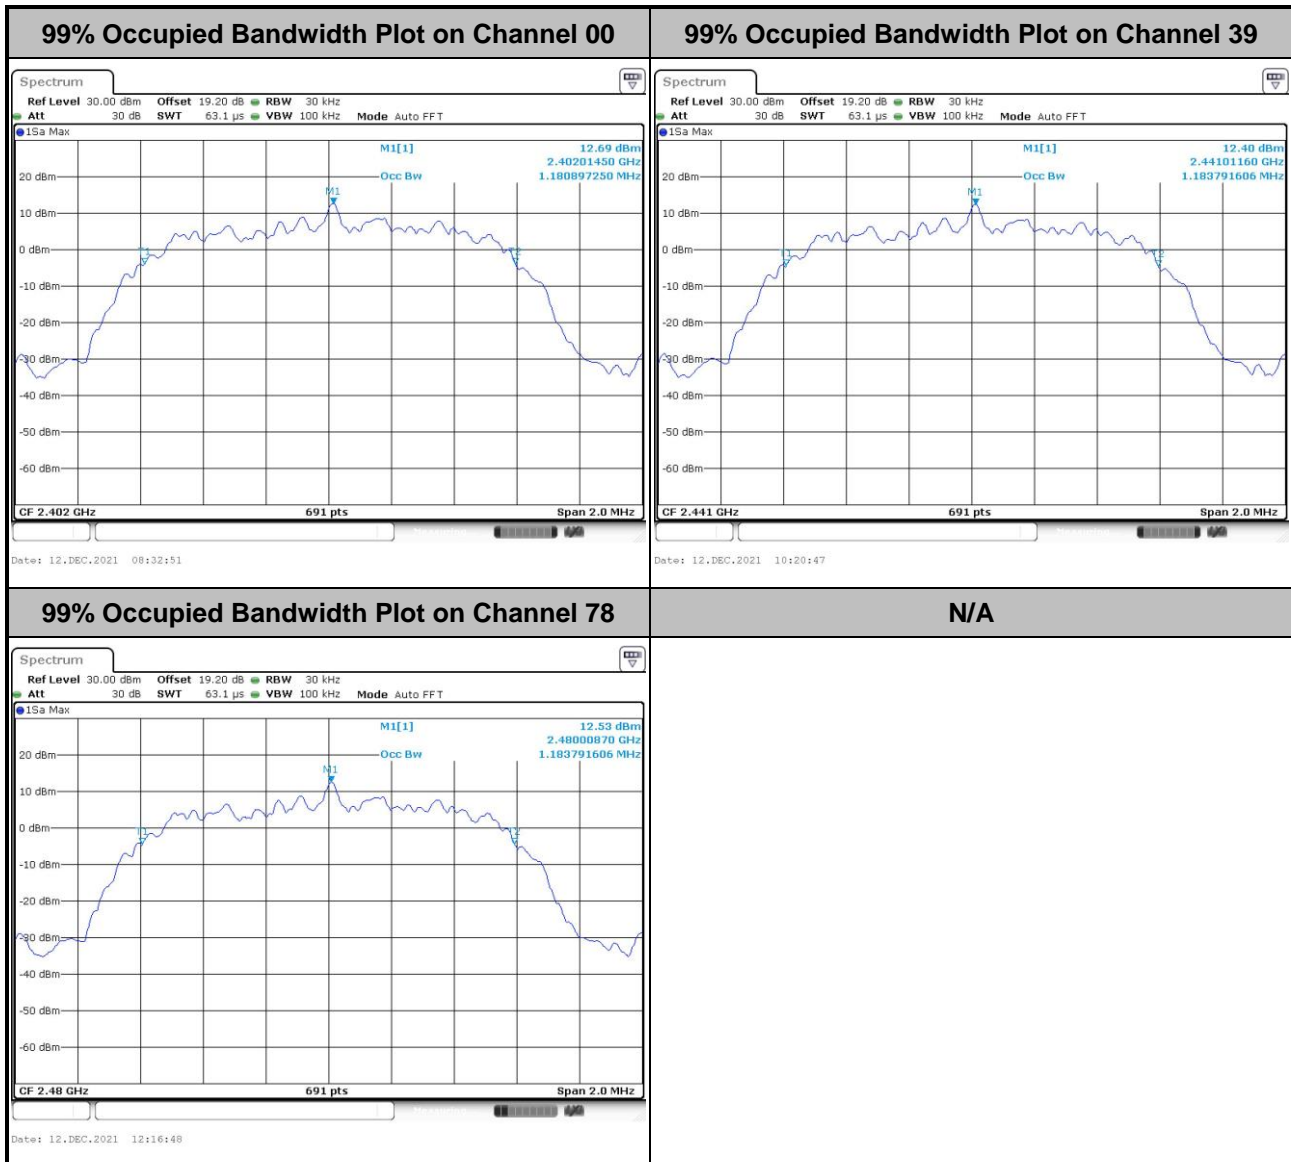 99% Occupied Bandwidth Plot on Channel 00
Spectrum
Ref Level 30.00 dBm Offset 19.20 dB RBW 30 kHz
Att 30 dB SWT 63.1 µs VBW 100 kHz Mode Auto FFT
1Sa Max
M1[1] 12.69 dBm
2.40201450 GHz
Occ Bw 1.180897250 MHz
M1
20 dBm
10 dBm
0 dBm
-10 dBm
-20 dBm
-30 dBm
-40 dBm
-50 dBm
-60 dBm
CF 2.402 GHz 691 pts Span 2.0 MHz
Date: 12.DEC.2021 08:32:51
99% Occupied Bandwidth Plot on Channel 39
Spectrum
Ref Level 30.00 dBm Offset 19.20 dB RBW 30 kHz
Att 30 dB SWT 63.1 µs VBW 100 kHz Mode Auto FFT
1Sa Max
M1[1] 12.40 dBm
2.44101160 GHz
Occ Bw 1.183791606 MHz
M1
20 dBm
10 dBm
0 dBm
-10 dBm
-20 dBm
-30 dBm
-40 dBm
-50 dBm
-60 dBm
CF 2.441 GHz 691 pts Span 2.0 MHz
Date: 12.DEC.2021 10:20:47
99% Occupied Bandwidth Plot on Channel 78
Spectrum
Ref Level 30.00 dBm Offset 19.20 dB RBW 30 kHz
Att 30 dB SWT 63.1 µs VBW 100 kHz Mode Auto FFT
1Sa Max
M1[1] 12.53 dBm
2.48000870 GHz
Occ Bw 1.183791606 MHz
M1
20 dBm
10 dBm
0 dBm
-10 dBm
-20 dBm
-30 dBm
-40 dBm
-50 dBm
-60 dBm
CF 2.48 GHz 691 pts Span 2.0 MHz
Date: 12.DEC.2021 12:16:48
N/A